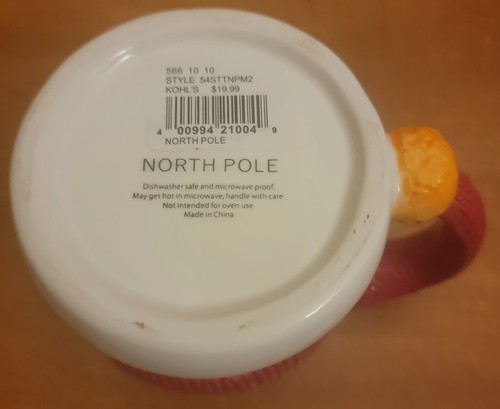 566 10 10
STYLE 54STTNPM2
KOHL'S $19.99
4 00994 21004 9
NORTH POLE
NORTH POLE
Dishwasher safe and microwave proof.
May get hot in microwave; handle with care
Not intended for oven use.
Made in China